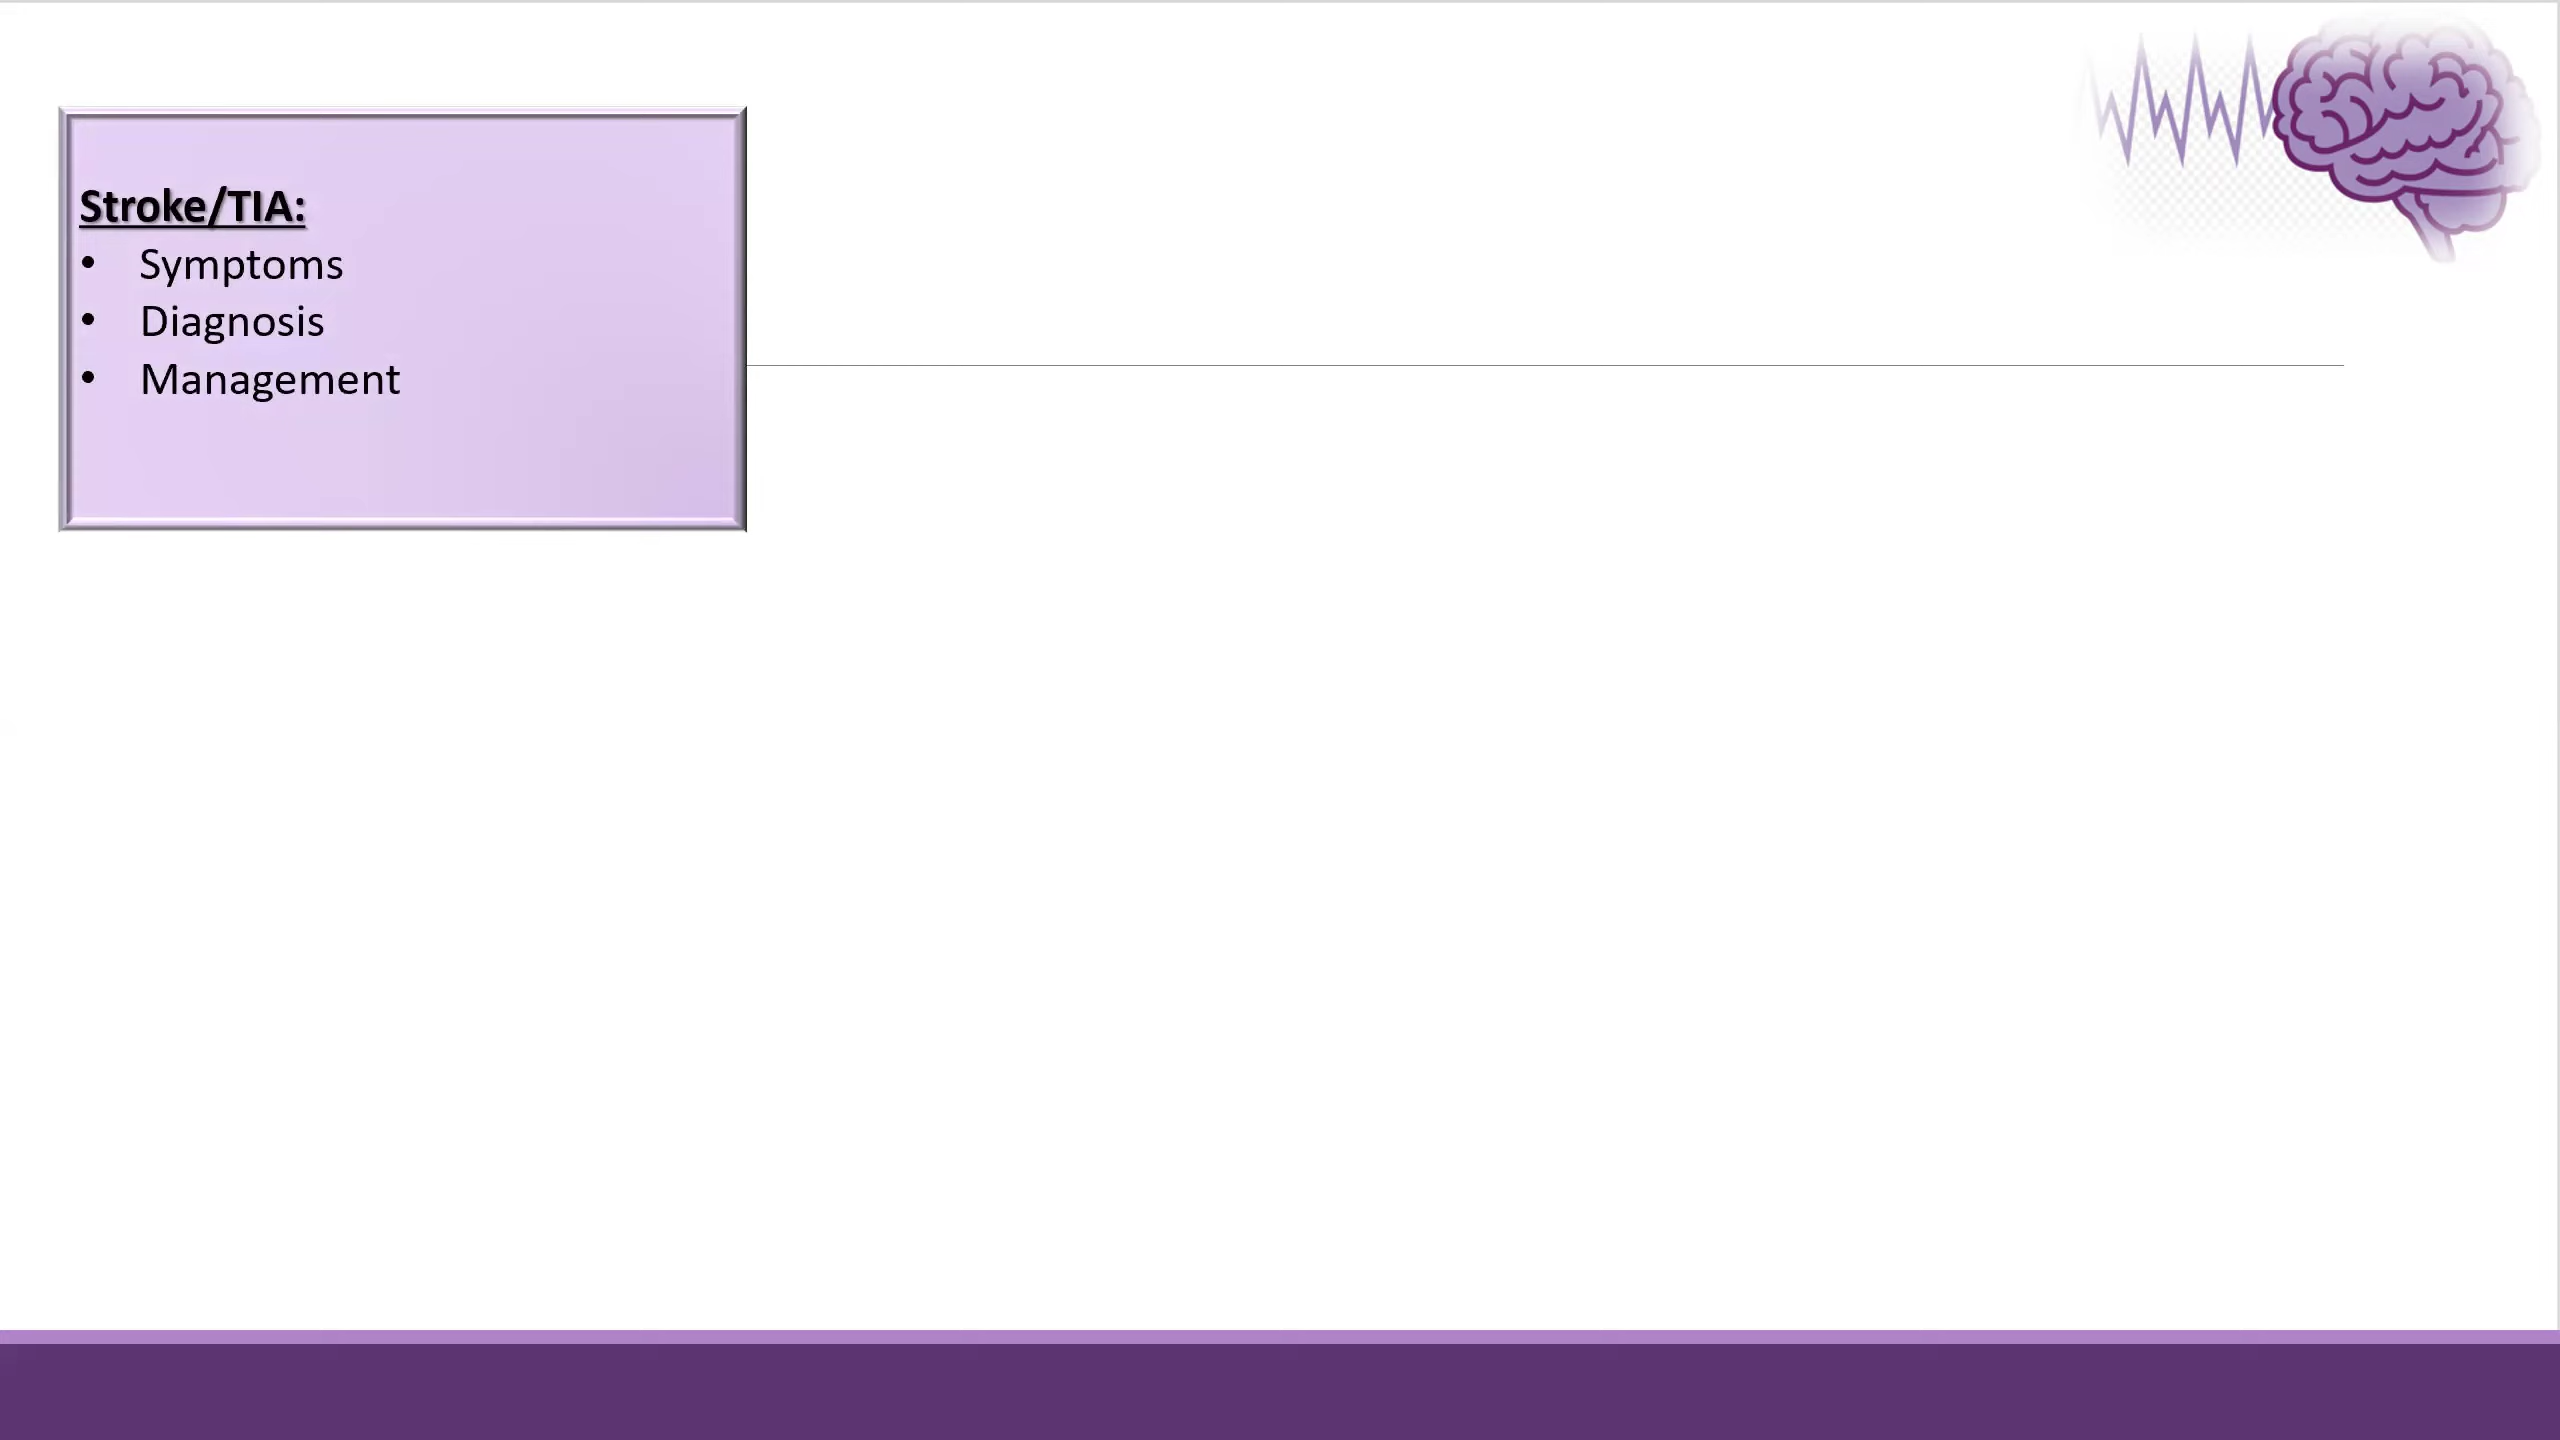 Stroke/TIA:
• Symptoms
• Diagnosis
• Management